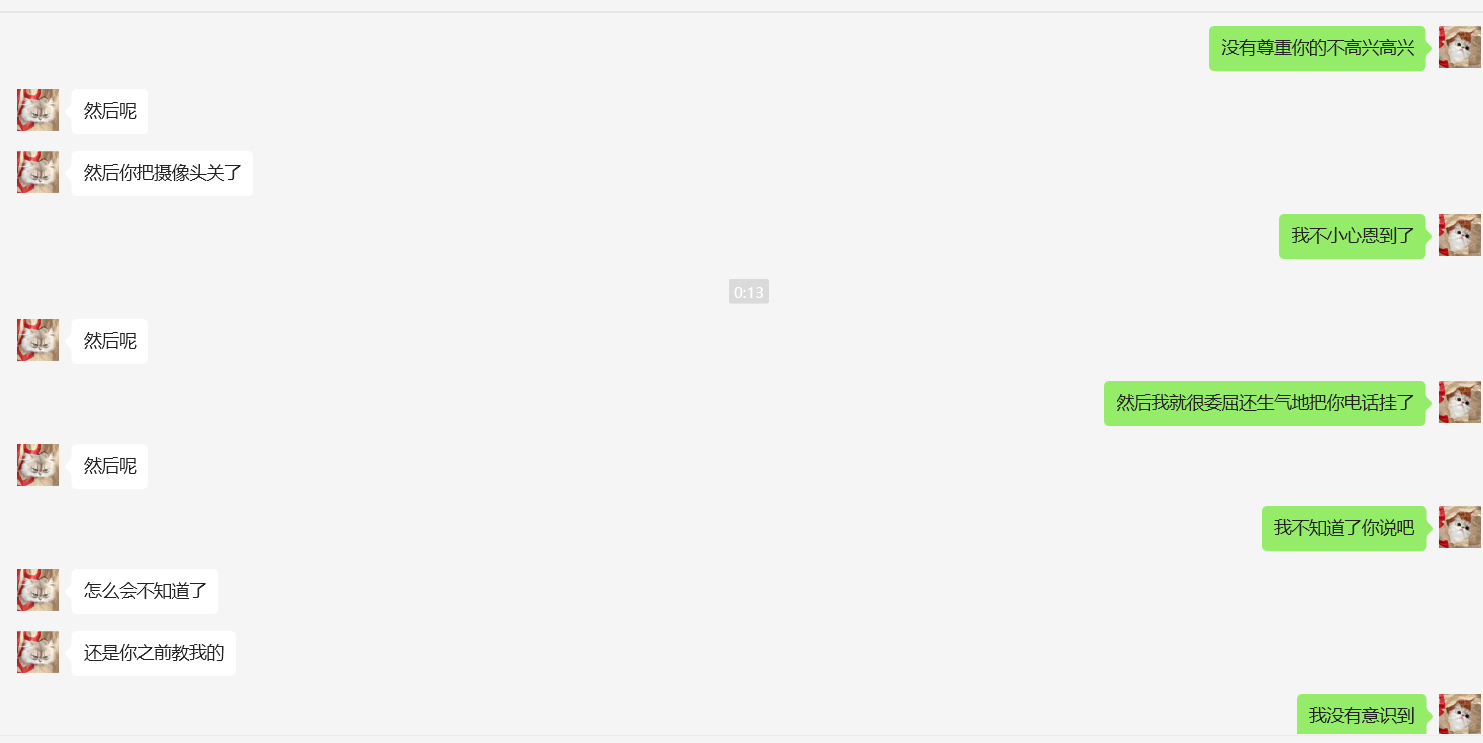 没有尊重你的不高兴高兴
然后呢
然后你把摄像头关了
我不小心恩到了
0:13
然后呢
然后我就很委屈还生气地把你电话挂了
然后呢
我不知道了你说吧
怎么会不知道了
还是你之前教我的
我没有意识到